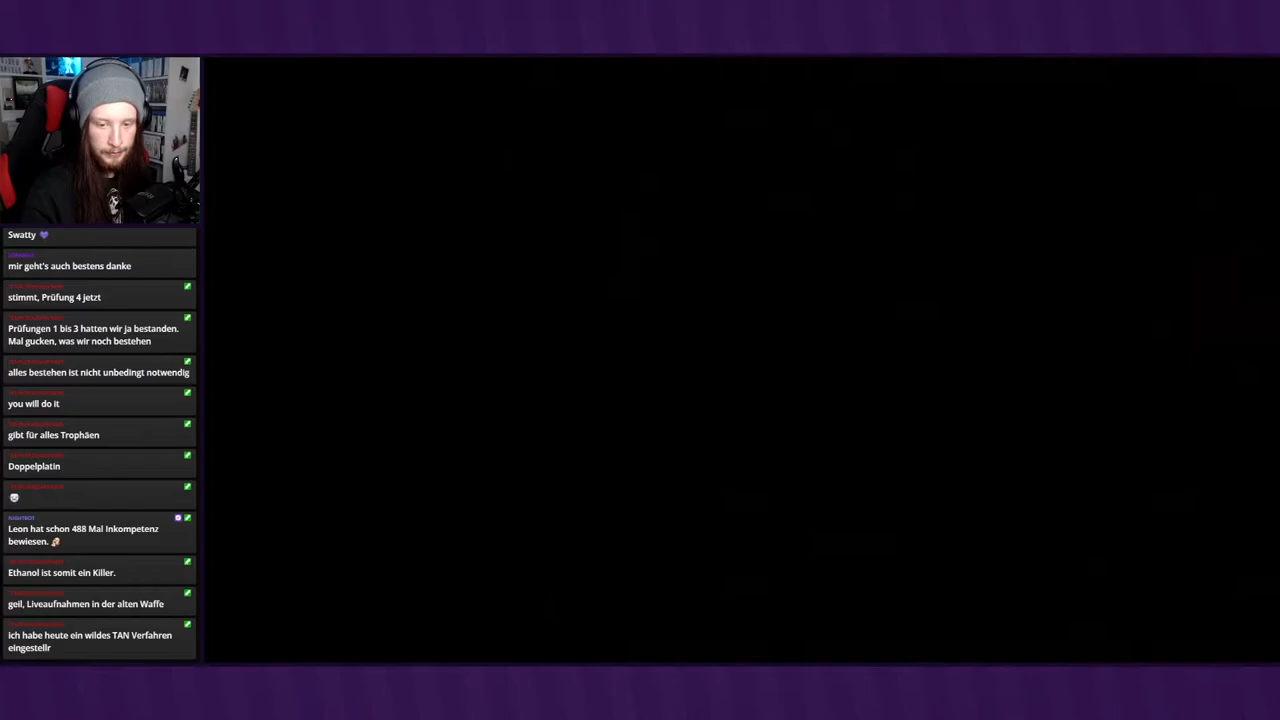 Swatty
mir geht's auch bestens danke
stimmt, Prüfung 4 jetzt
Prüfungen 1 bis 3 hatten wir ja bestanden.
Mal gucken, was wir noch bestehen
alles bestehen ist nicht unbedingt notwendig
you will do it
gibt für alles Trophäen
Doppelplatin
NIGHTBOT
Leon hat schon 488 Mal Inkompetenz
bewiesen.
Ethanol ist somit ein Killer.
geil, Liveaufnahmen in der alten Waffe
ich habe heute ein wildes TAN Verfahren
eingestellr